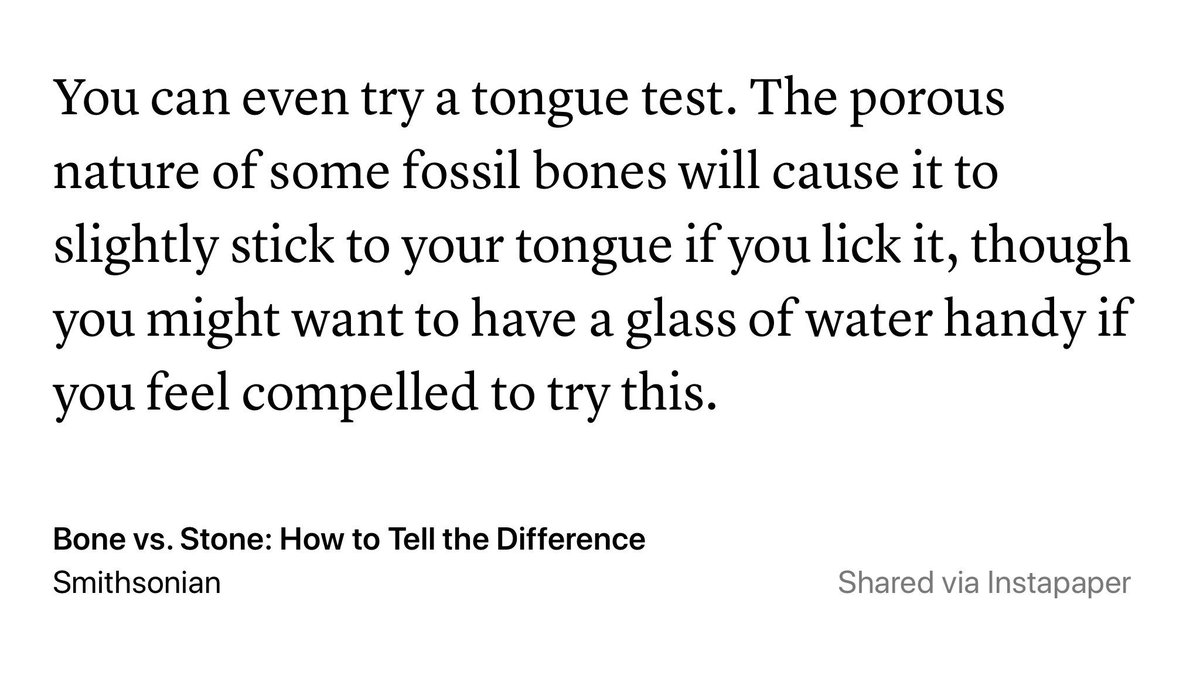 You can even try a tongue test. The porous
nature of some fossil bones will cause it to
slightly stick to your tongue if you lick it, though
you might want to have a glass of water handy if
you feel compelled to try this.
Bone vs. Stone: How to Tell the Difference
Smithsonian
Shared via Instapaper